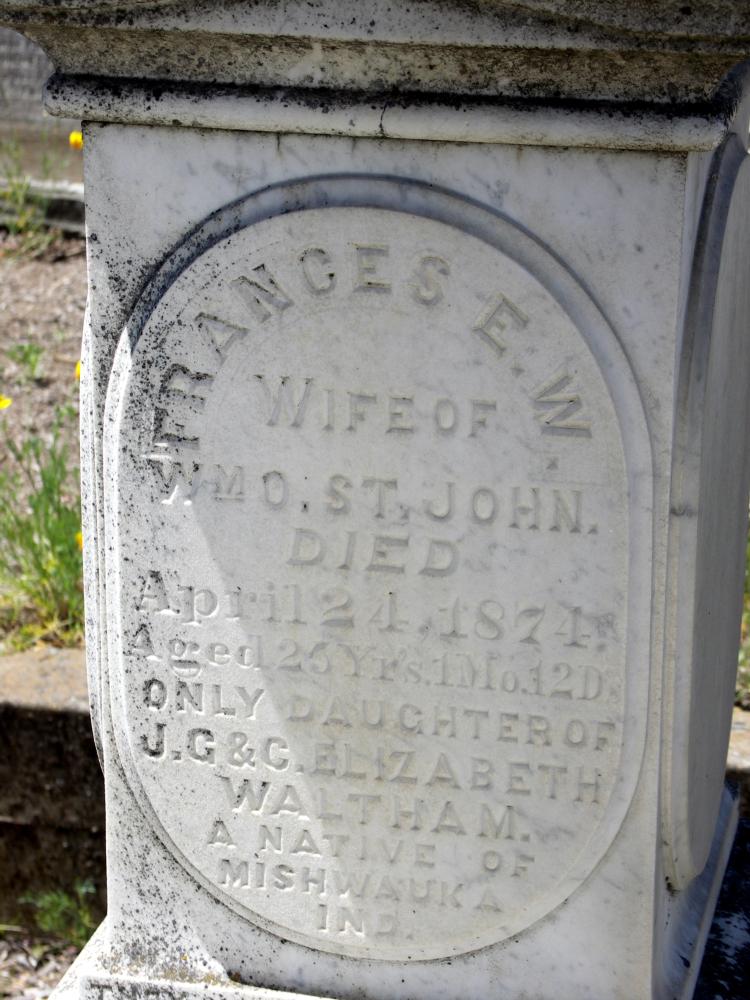 FRANCES E. W.
WIFE OF
WM O. ST. JOHN.
DIED
April 24, 1874,
Aged 26 Yr's. 1 Mo. 12 D.
ONLY DAUGHTER OF
J. G & C. ELIZABETH
WALTHAM.
A NATIVE OF
MISHWAUKA
IND.